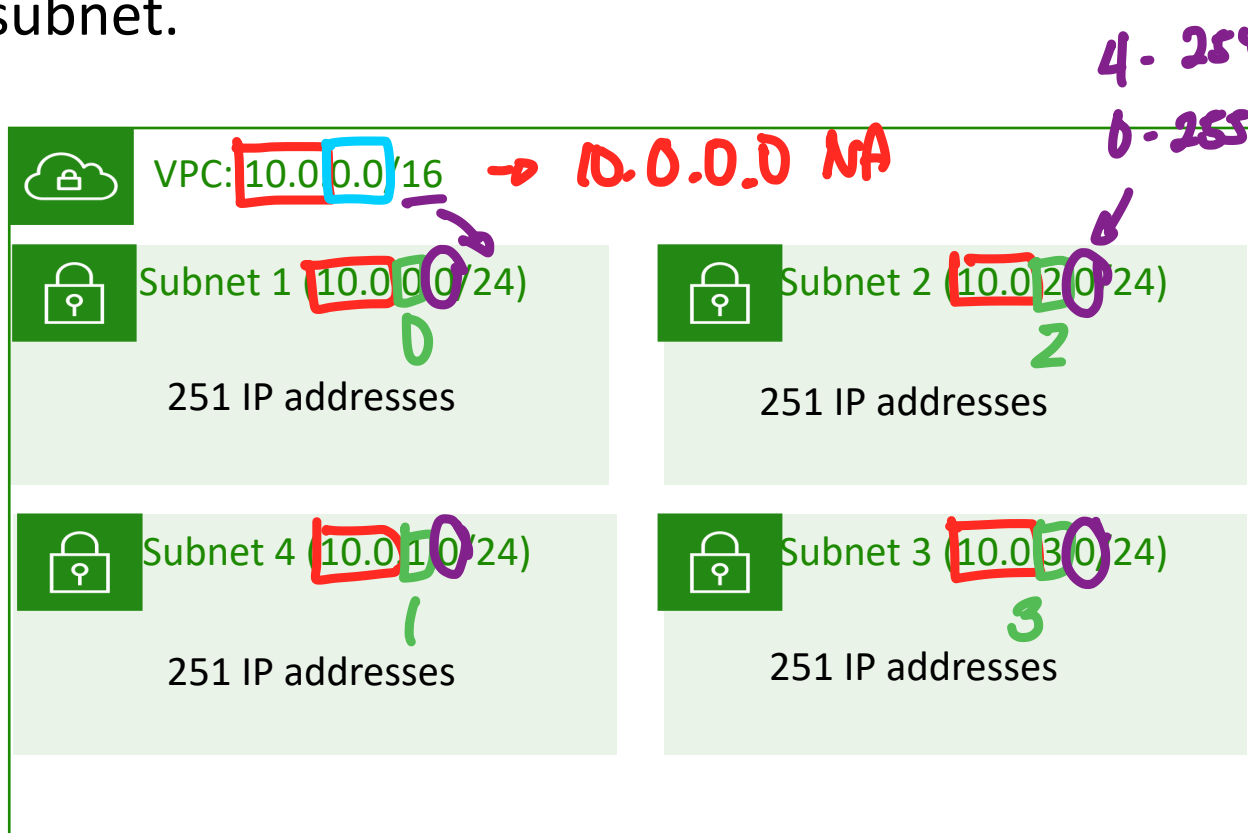 subnet.
4 - 254
0 - 255
VPC: 10.0.0.0/16 → 10.0.0.0 NA
Subnet 1 (10.0.0.0/24)
0
251 IP addresses
Subnet 2 (10.0.2.0/24)
2
251 IP addresses
Subnet 4 (10.0.1.0/24)
1
251 IP addresses
Subnet 3 (10.0.3.0/24)
3
251 IP addresses